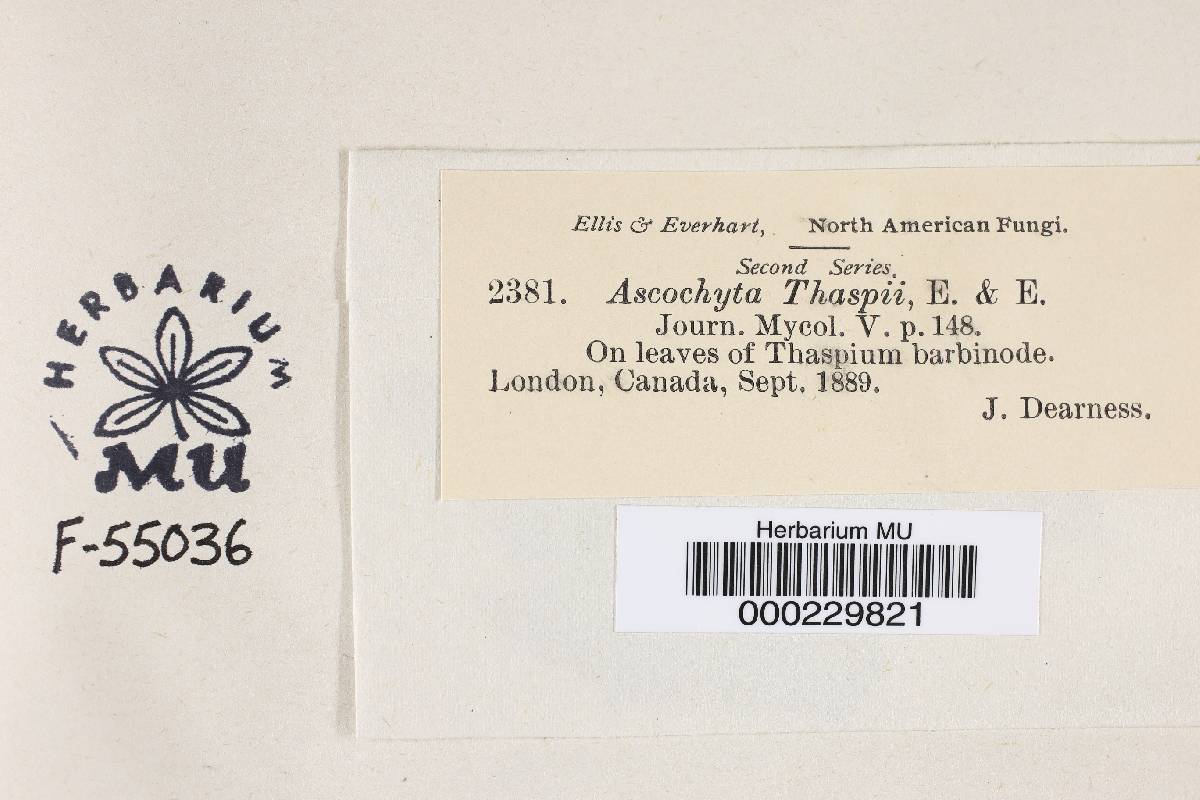 Ellis & Everhart, North American Fungi.
Second Series.
2381. Ascochyta Thaspii, E. & E.
Journ. Mycol. V. p. 148.
On leaves of Thaspium barbinode.
London, Canada, Sept. 1889.
J. Dearness.
HERBARIUM
MU
F-55036
Herbarium MU
000229821